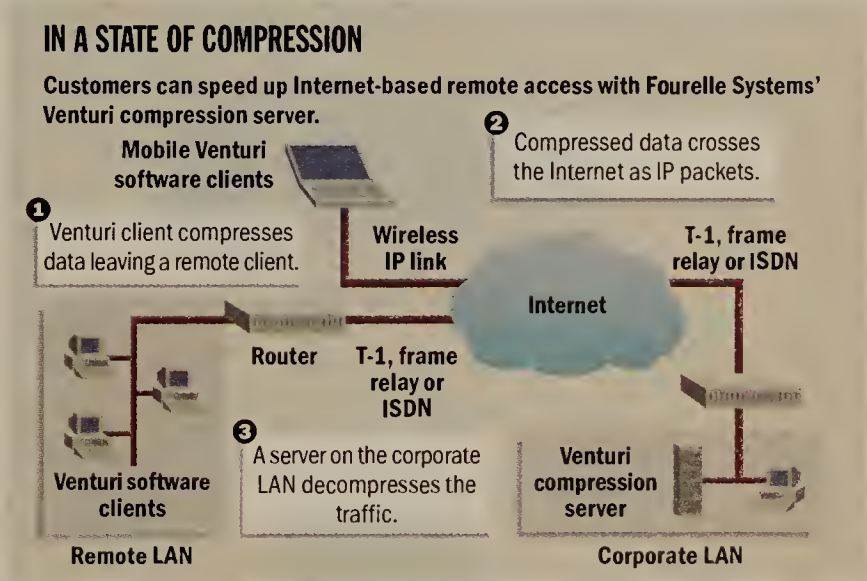 IN A STATE OF COMPRESSION
Customers can speed up Internet-based remote access with Fourelle Systems'
Venturi compression server.
Mobile Venturi
software clients
2
Compressed data crosses
the Internet as IP packets.
1
Venturi client compresses
data leaving a remote client.
Wireless
IP link
T-1, frame
relay or ISDN
Internet
Router
T-1, frame
relay or
ISDN
3
A server on the corporate
LAN decompresses the
traffic.
Venturi software
clients
Remote LAN
Venturi
compression
server
Corporate LAN